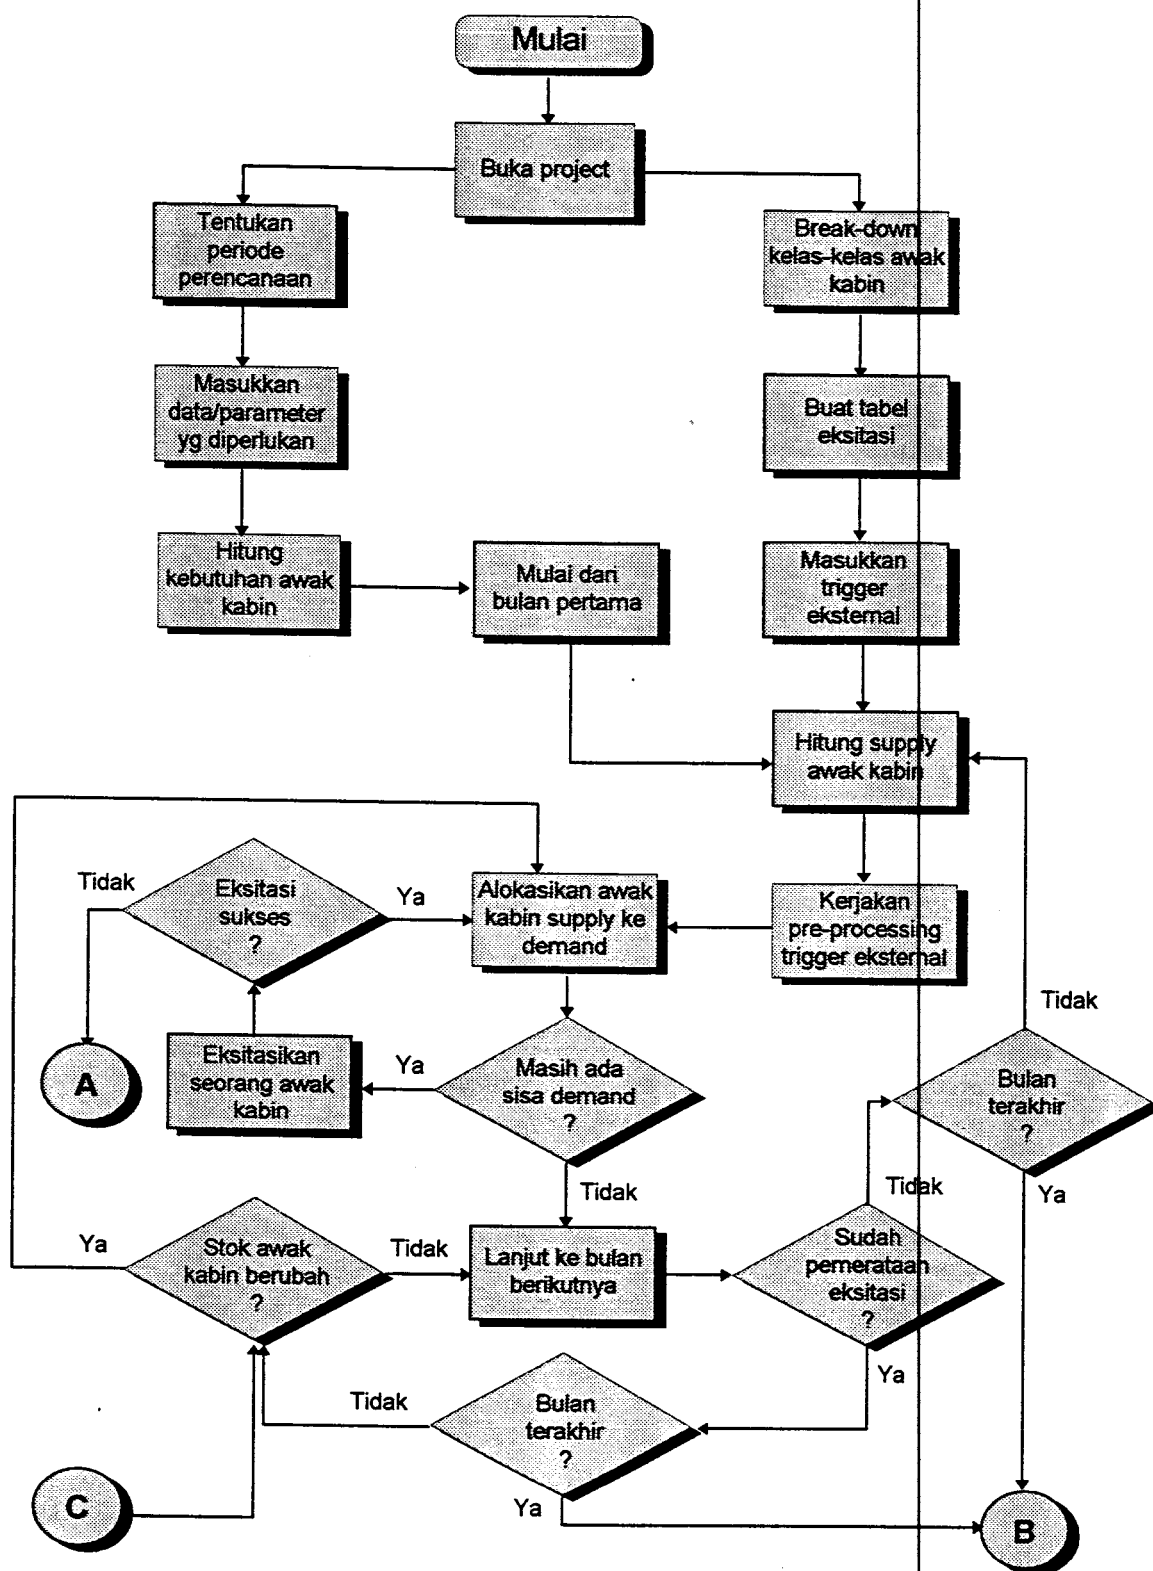 Mulai
Buka project
Tentukan
periode
perencanaan
Break-down
kelas-kelas awak
kabin
Masukkan
data/parameter
yg diperlukan
Buat tabel
eksitasi
Hitung
kebutuhan awak
kabin
Mulai dari
bulan pertama
Masukkan
trigger
eksternal
Hitung supply
awak kabin
Tidak
Eksitasi
sukses
?
Ya
Alokasikan awak
kabin supply ke
demand
Kerjakan
pre-processing
trigger eksternal
Tidak
A
Eksitasikan
seorang awak
kabin
Ya
Masih ada
sisa demand
?
Bulan
terakhir
?
Tidak
Tidak
Ya
Ya
Stok awak
kabin berubah
?
Tidak
Lanjut ke bulan
berikutnya
Sudah
pemerataan
eksitasi
?
Ya
Tidak
Bulan
terakhir
?
C
Ya
B